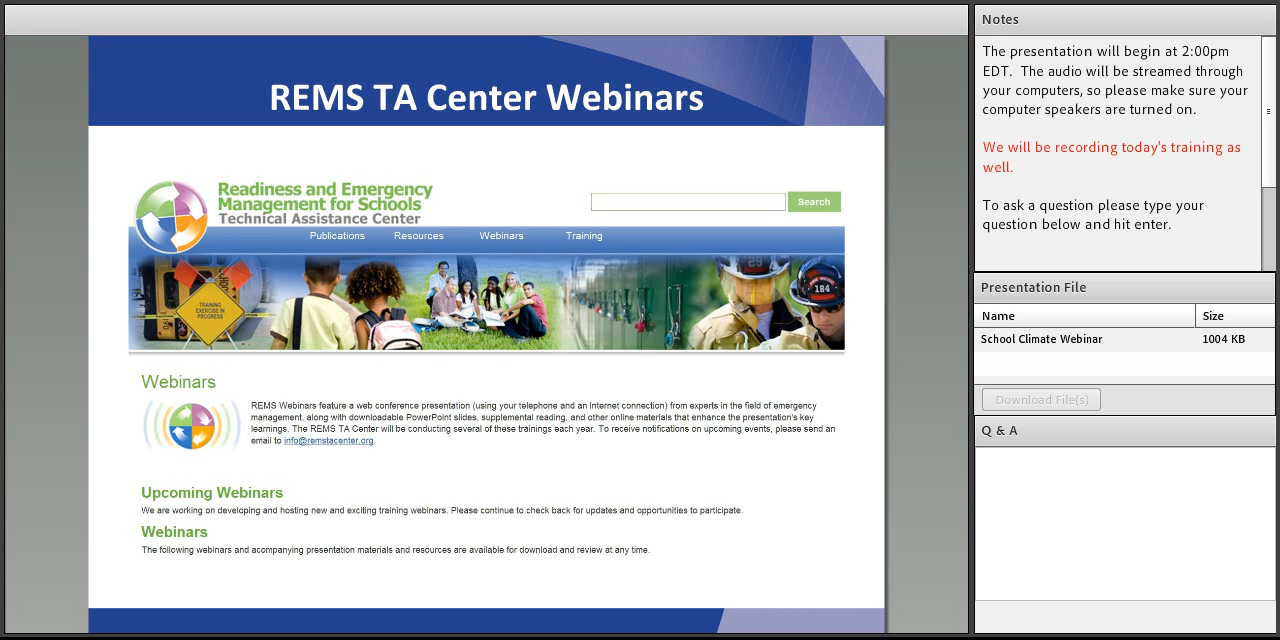 REMS TA Center Webinars
Readiness and Emergency
Management for Schools
Technical Assistance Center
Search
Publications Resources Webinars Training
TRAINING
EXERCISE IN
PROGRESS
29
184
Webinars
REMS Webinars feature a web conference presentation (using your telephone and an Internet connection) from experts in the field of emergency
management, along with downloadable PowerPoint slides, supplemental reading, and other online materials that enhance the presentation's key
learnings. The REMS TA Center will be conducting several of these trainings each year. To receive notifications on upcoming events, please send an
email to info@remstacenter.org.
Upcoming Webinars
We are working on developing and hosting new and exciting training webinars. Please continue to check back for updates and opportunities to participate.
Webinars
The following webinars and acompanying presentation materials and resources are available for download and review at any time.
Notes
The presentation will begin at 2:00pm
EDT. The audio will be streamed through
your computers, so please make sure your
computer speakers are turned on.
We will be recording today's training as
well.
To ask a question please type your
question below and hit enter.
Presentation File
Name Size
School Climate Webinar 1004 KB
Download File(s)
Q & A